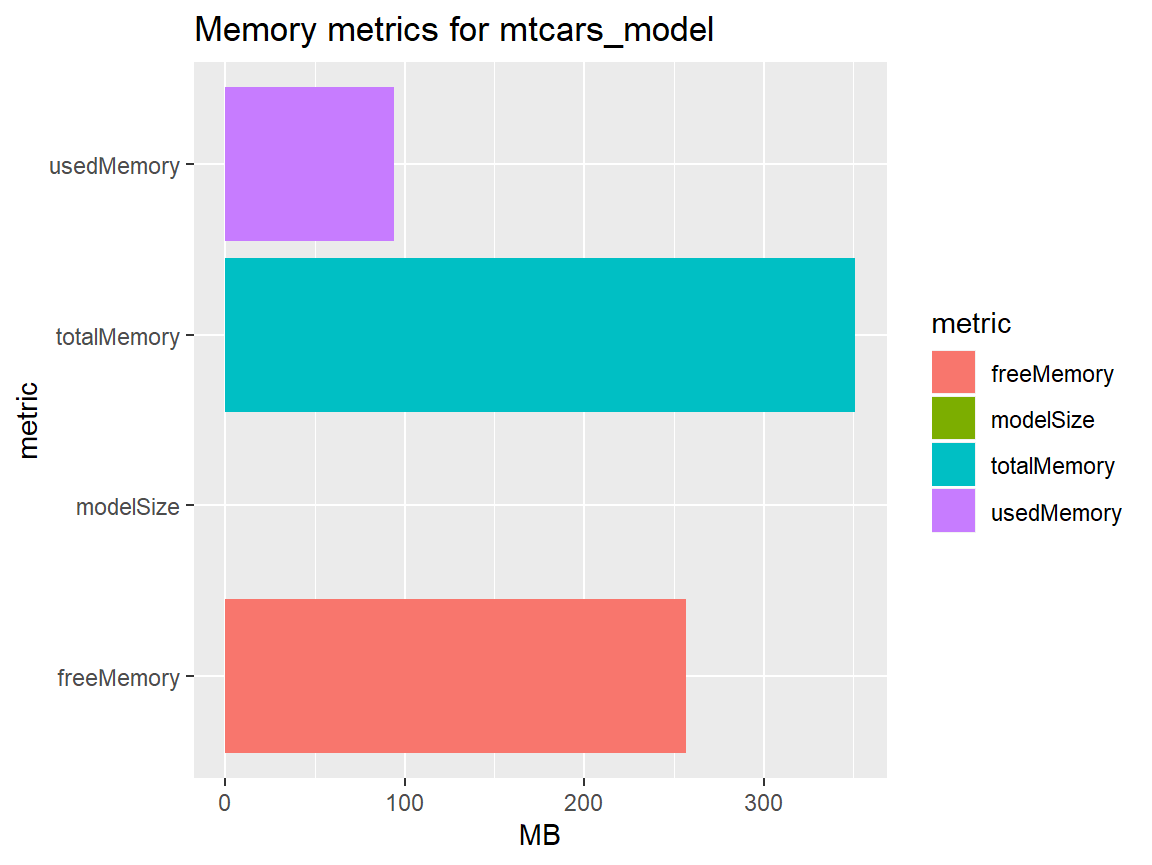 Memory metrics for mtcars_model
metric
usedMemory
totalMemory
modelSize
freeMemory
0
100
200
300
MB
metric
freeMemory
modelSize
totalMemory
usedMemory